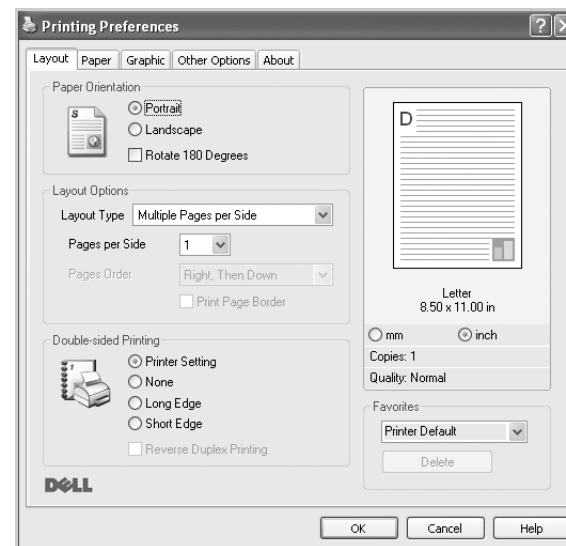 Printing Preferences
Layout Paper Graphic Other Options About
Paper Orientation
S
Portrait
Landscape
Rotate 180 Degrees
Layout Options
Layout Type Multiple Pages per Side
Pages per Side 1
Pages Order Right, Then Down
Print Page Border
Double-sided Printing
Printer Setting
None
Long Edge
Short Edge
Reverse Duplex Printing
DELL
D
Letter
8.50 x 11.00 in
mm inch
Copies: 1
Quality: Normal
Favorites
Printer Default
Delete
OK Cancel Help